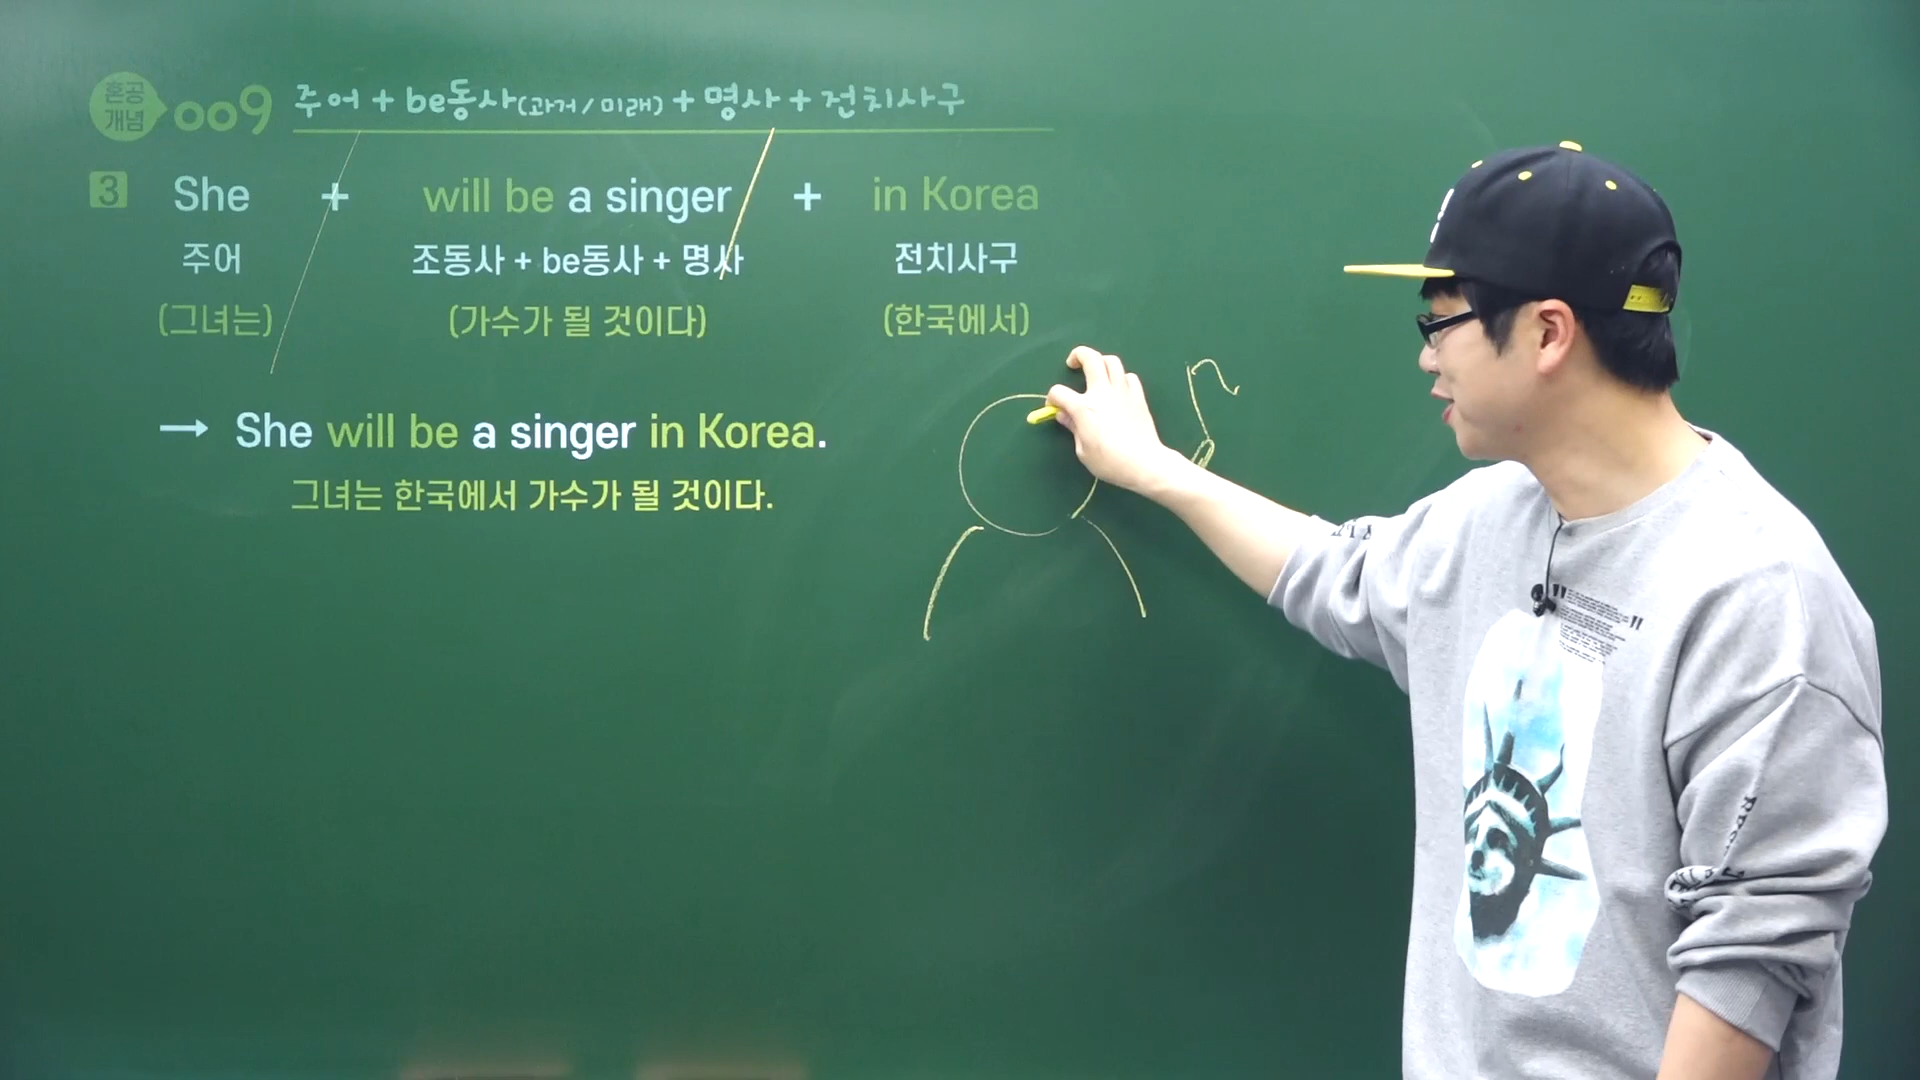 혼공
개념 009 주어 + be동사(과거/미래) + 명사 + 전치사구
3 She + will be a singer + in Korea
주어 조동사 + be동사 + 명사 전치사구
(그녀는) (가수가 될 것이다) (한국에서)
→ She will be a singer in Korea.
그녀는 한국에서 가수가 될 것이다.